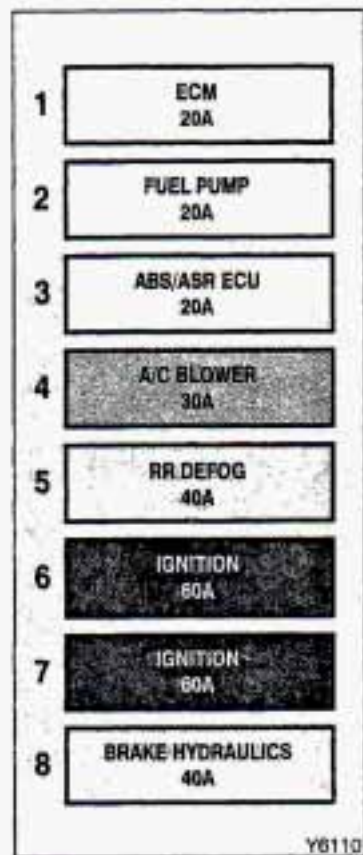 1 ECM
20A
2 FUEL PUMP
20A
3 ABS/ASR ECU
20A
4 A/C BLOWER
30A
5 RR.DEFOG
40A
6 IGNITION
60A
7 IGNITION
60A
8 BRAKE HYDRAULICS
40A
Y6110